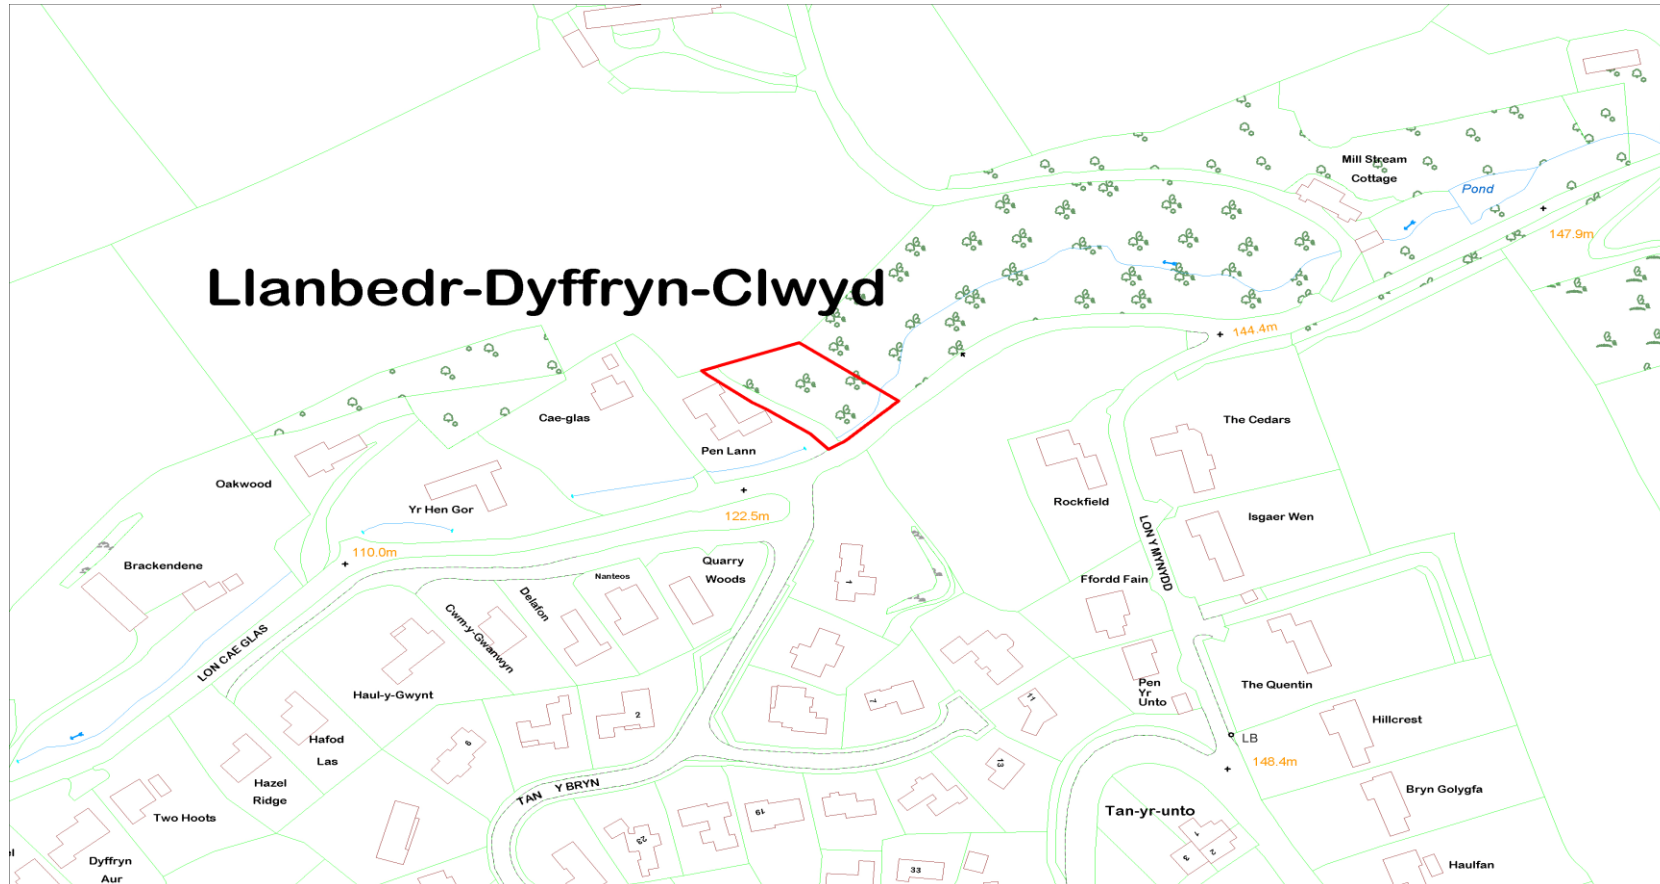 Mill Stream
Cottage
Pond
147.9m
Llanbedr-Dyffryn-Clwyd
144.4m
Cae-glas
The Cedars
Pen Lann
Oakwood
Rockfield
Yr Hen Gor
122.5m
Isgaer Wen
LON Y MYNYDD
110.0m
Brackendene
Quarry
Woods
Nanteos
1
Ffordd Fain
Delafon
Cwm-y-Gwanwyn
LON CAE GLAS
Haul-y-Gwynt
Pen
Yr
Unto
The Quentin
7
11
2
Hillcrest
Hafod
Las
LB
148.4m
13
Hazel
Ridge
TAN Y BRYN
Bryn Golygfa
Two Hoots
19
Tan-yr-unto
1
2
3
Dyffryn
Aur
33
Haulfan